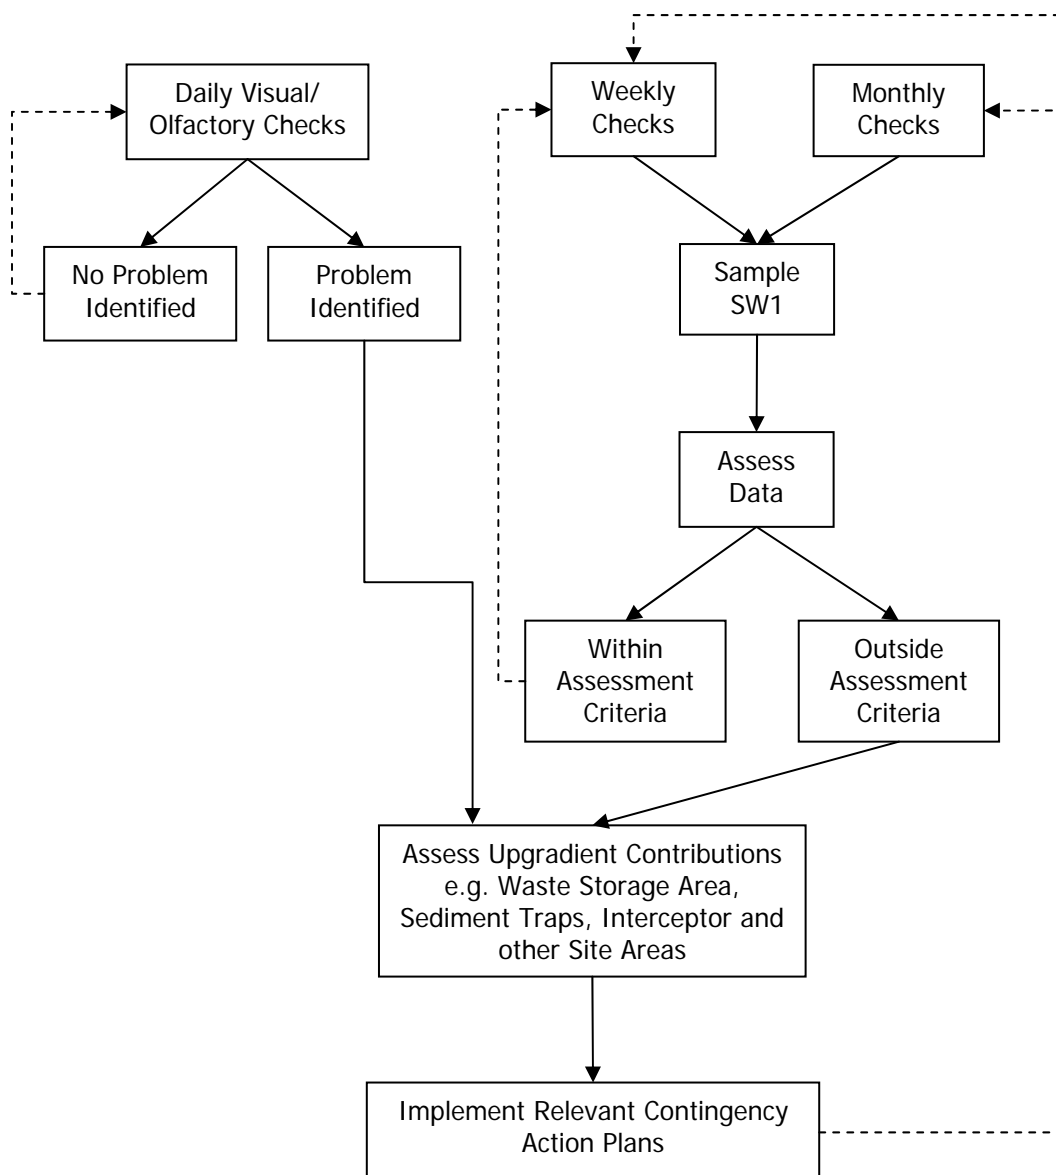 Daily Visual/
Olfactory Checks
Weekly
Checks
Monthly
Checks
No Problem
Identified
Problem
Identified
Sample
SW1
Assess
Data
Within
Assessment
Criteria
Outside
Assessment
Criteria
Assess Upgradient Contributions
e.g. Waste Storage Area,
Sediment Traps, Interceptor and
other Site Areas
Implement Relevant Contingency
Action Plans